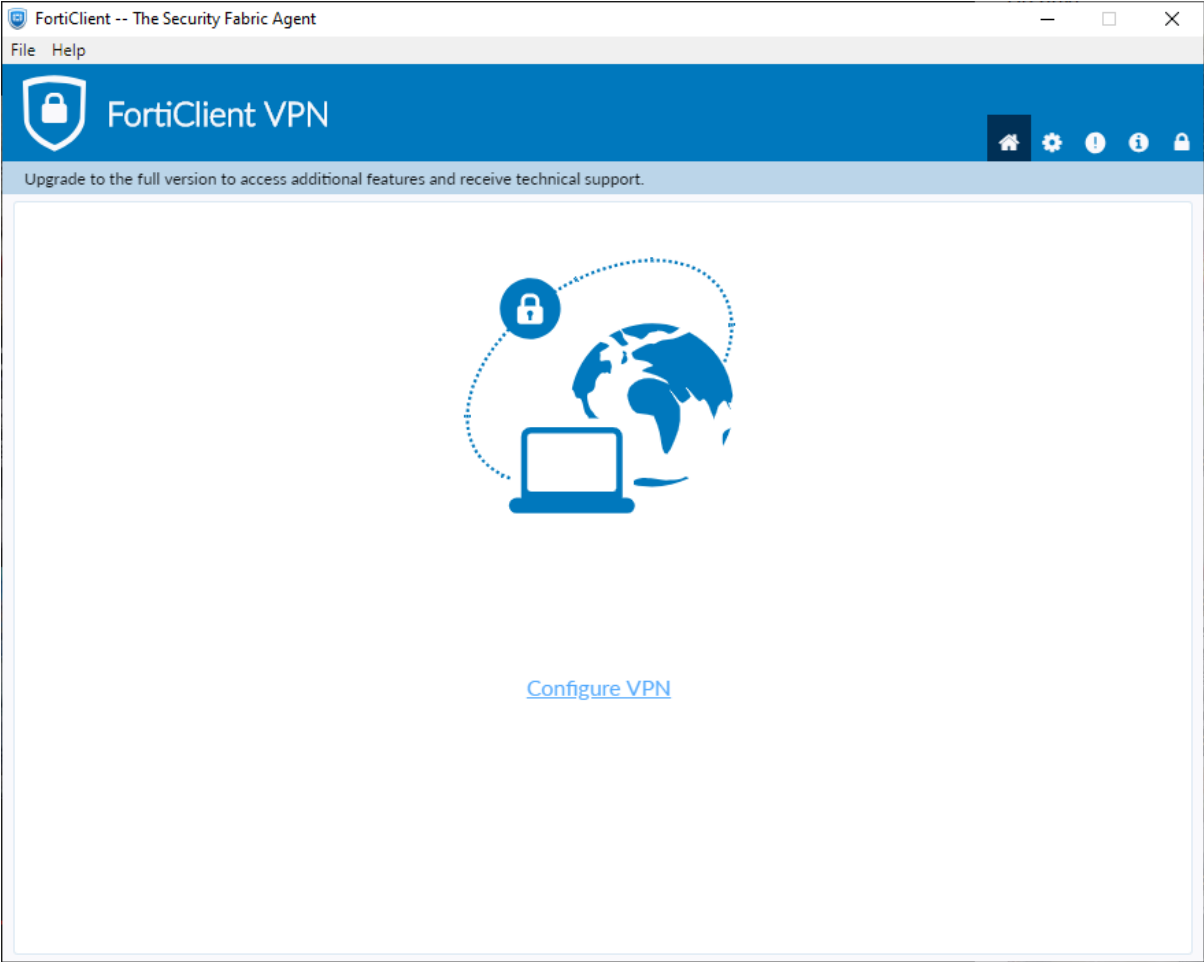 FortiClient -- The Security Fabric Agent
File Help
FortiClient VPN
Upgrade to the full version to access additional features and receive technical support.
Configure VPN